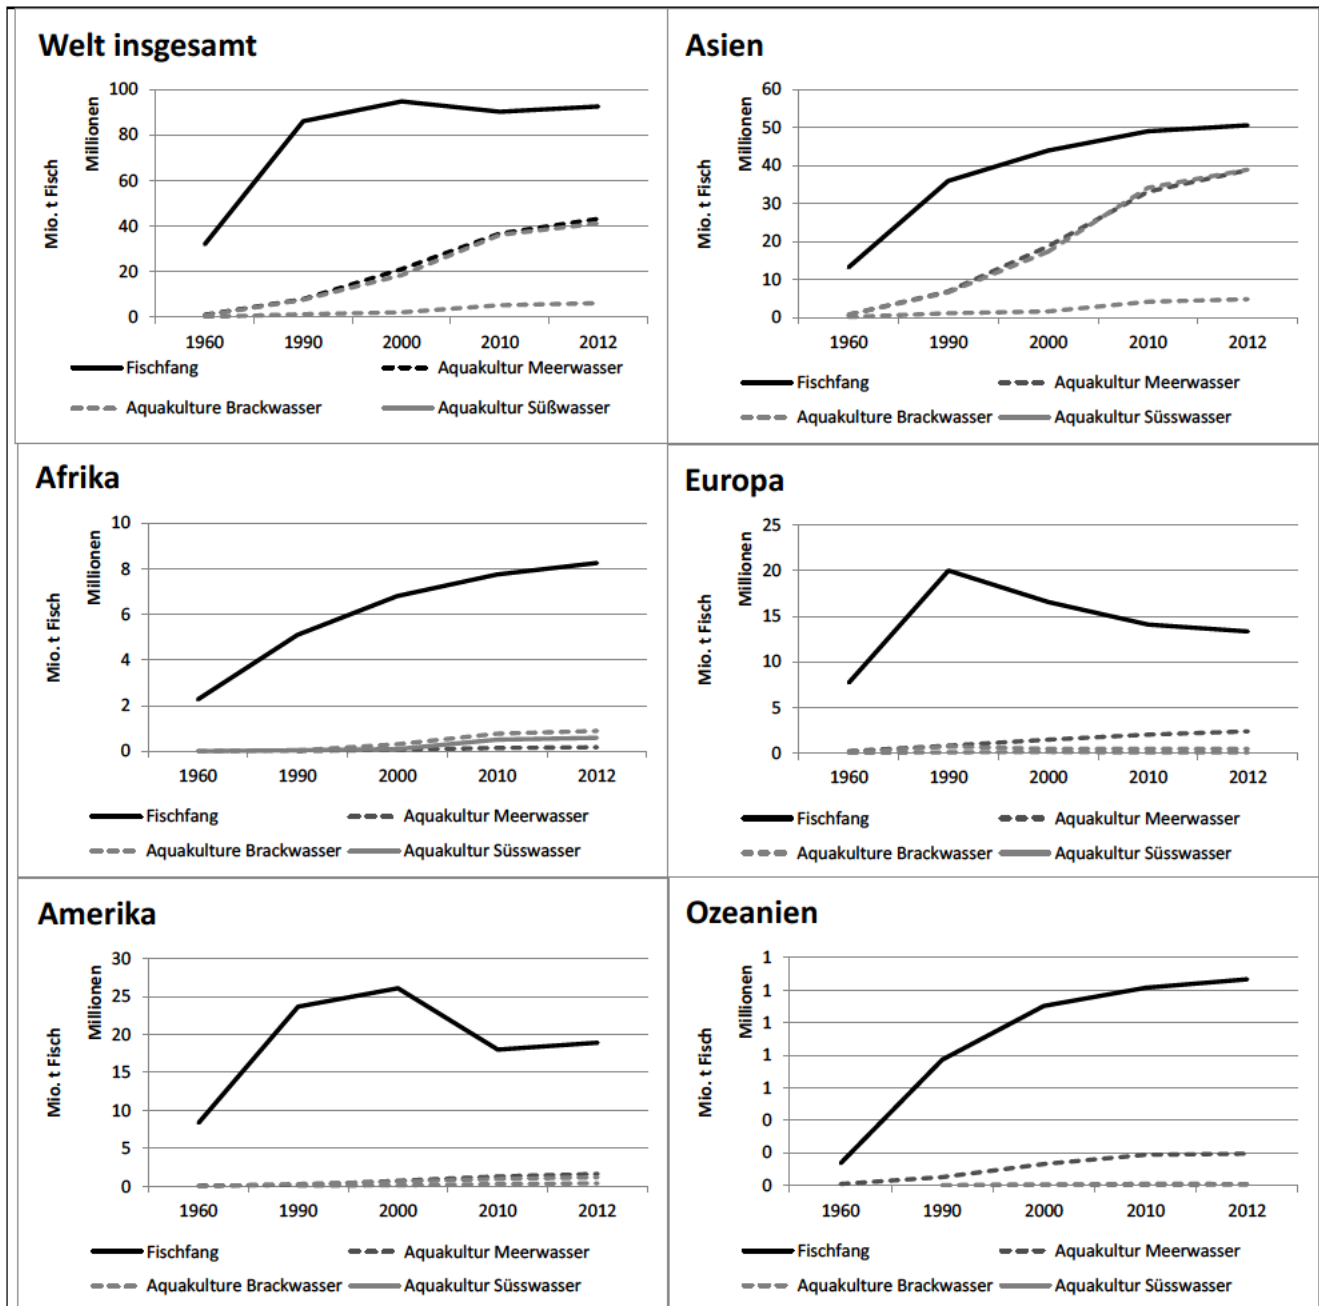 Welt insgesamt
Mio. t Fisch
Millionen
100
80
60
40
20
0
1960 1990 2000 2010 2012
Fischfang Aquakultur Meerwasser
Aquakulture Brackwasser Aquakultur Süßwasser
Asien
Mio. t Fisch
Millionen
60
50
40
30
20
10
0
1960 1990 2000 2010 2012
Fischfang Aquakultur Meerwasser
Aquakulture Brackwasser Aquakultur Süsswasser
Afrika
Mio. t Fisch
Millionen
10
8
6
4
2
0
1960 1990 2000 2010 2012
Fischfang Aquakultur Meerwasser
Aquakulture Brackwasser Aquakultur Süsswasser
Europa
Mio. t Fisch
Millionen
25
20
15
10
5
0
1960 1990 2000 2010 2012
Fischfang Aquakultur Meerwasser
Aquakulture Brackwasser Aquakultur Süsswasser
Amerika
Mio. t Fisch
Millionen
30
25
20
15
10
5
0
1960 1990 2000 2010 2012
Fischfang Aquakultur Meerwasser
Aquakulture Brackwasser Aquakultur Süsswasser
Ozeanien
Mio. t Fisch
Millionen
1
1
1
1
1
0
0
0
1960 1990 2000 2010 2012
Fischfang Aquakultur Meerwasser
Aquakulture Brackwasser Aquakultur Süsswasser